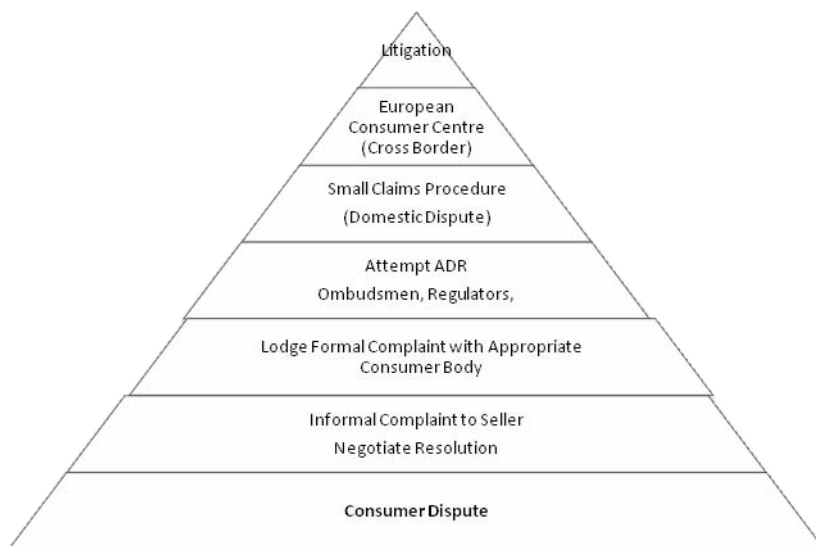 Litigation
European
Consumer Centre
(Cross Border)
Small Claims Procedure
(Domestic Dispute)
Attempt ADR
Ombudsmen, Regulators,
Lodge Formal Complaint with Appropriate
Consumer Body
Informal Complaint to Seller
Negotiate Resolution
Consumer Dispute